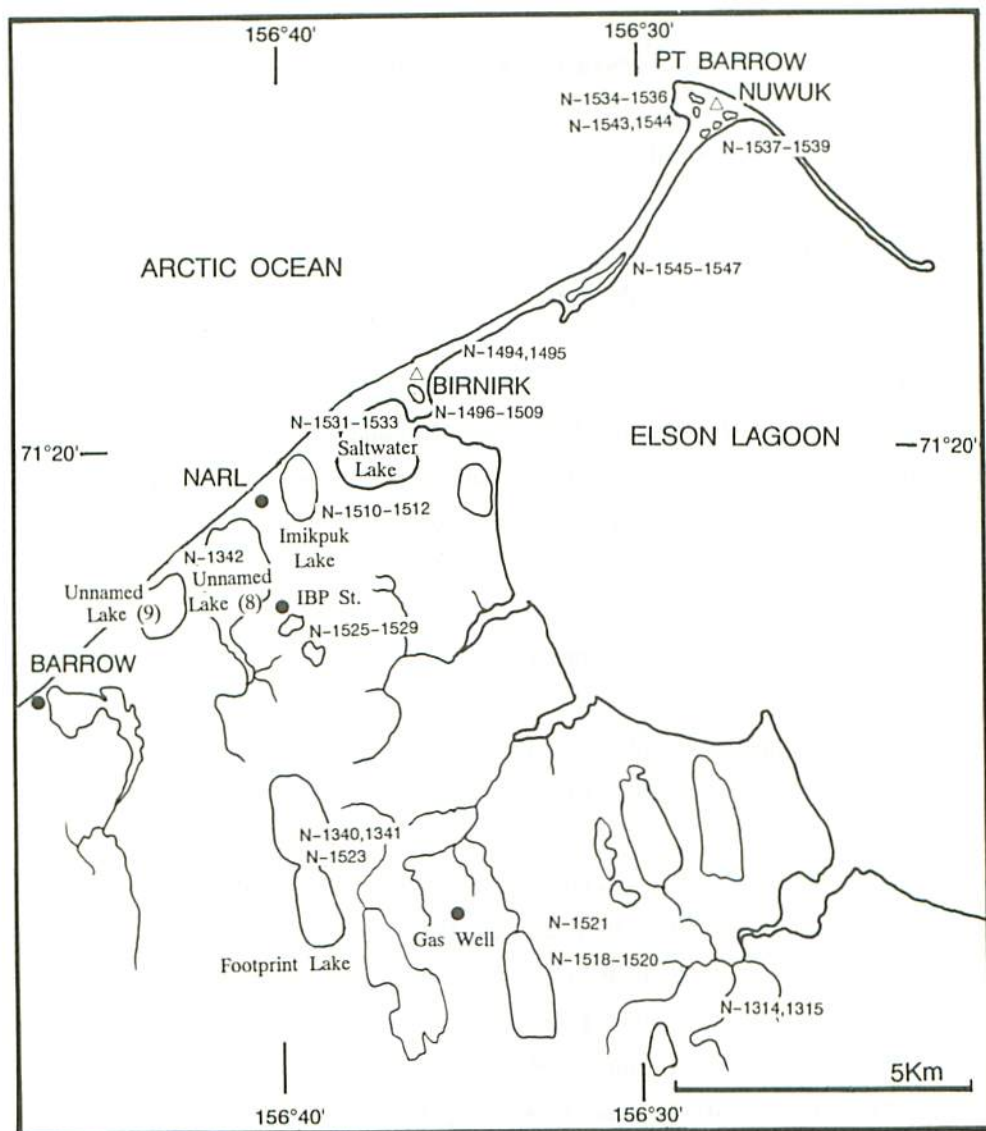 156°40'
156°30'
PT BARROW
NUWUK
N-1534-1536
N-1543,1544
N-1537-1539
ARCTIC OCEAN
N-1545-1547
N-1494,1495
BIRNIRK
N-1496-1509
N-1531-1533
ELSON LAGOON
71°20'
71°20'
Saltwater
Lake
NARL
N-1510-1512
Imikpuk
Lake
N-1342
Unnamed
Lake (8)
Unnamed
Lake (9)
IBP St.
N-1525-1529
BARROW
N-1340,1341
N-1523
Gas Well
N-1521
Footprint Lake
N-1518-1520
N-1314,1315
5Km
156°40'
156°30'